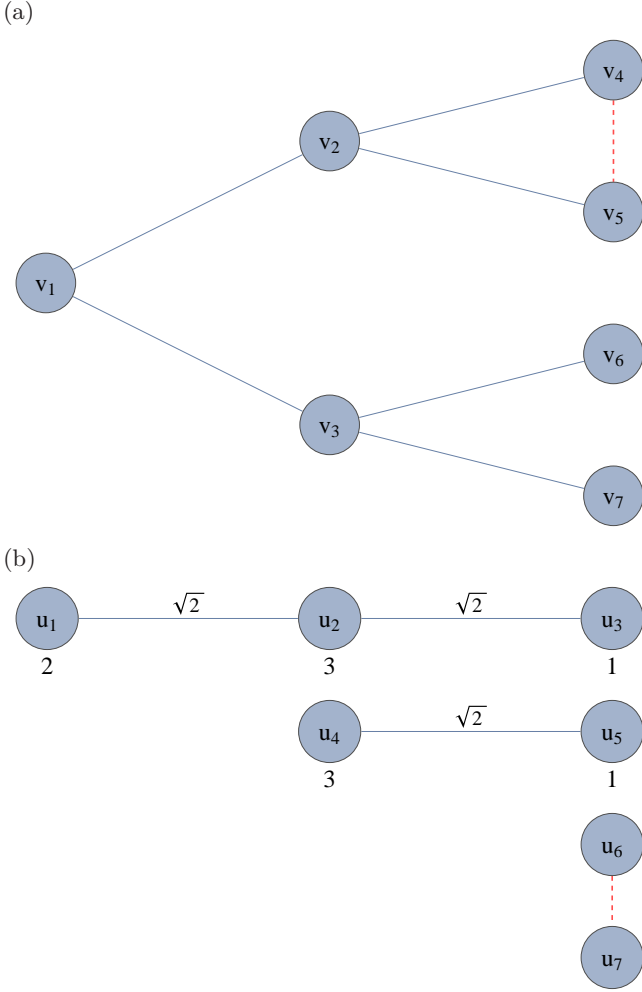 (a)
v₄
v₂
v₅
v₁
v₆
v₃
v₇
(b)
√2 √2
u₁ u₂ u₃
2 3 1
√2
u₄ u₅
3 1
u₆
u₇